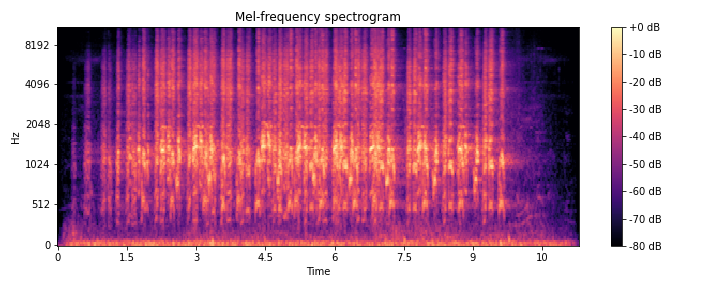 Mel-frequency spectrogram
8192
4096
2048
1024
512
0
Hz
0
1.5
3
4.5
6
7.5
9
10
Time
+0 dB
-10 dB
-20 dB
-30 dB
-40 dB
-50 dB
-60 dB
-70 dB
-80 dB